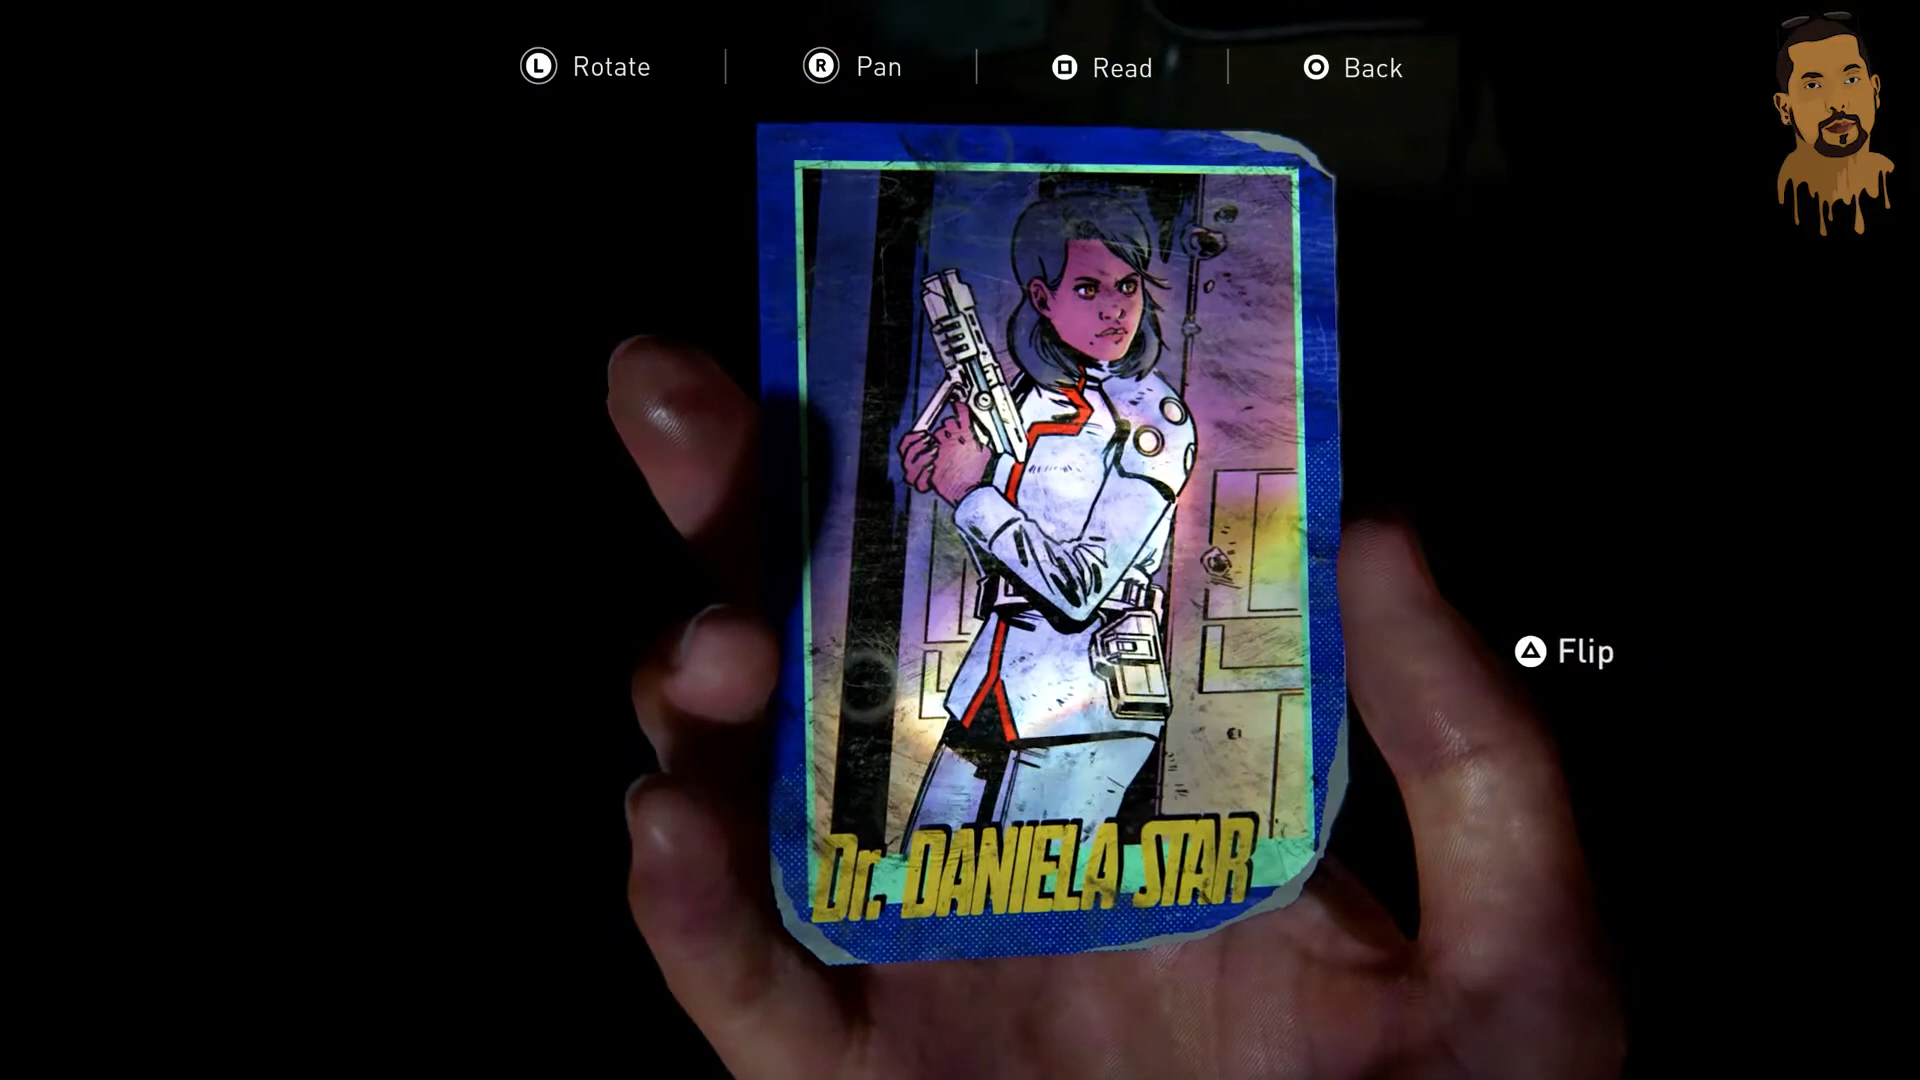 L Rotate
R Pan
Read
Back
Flip
Dr. DANIELA STAR